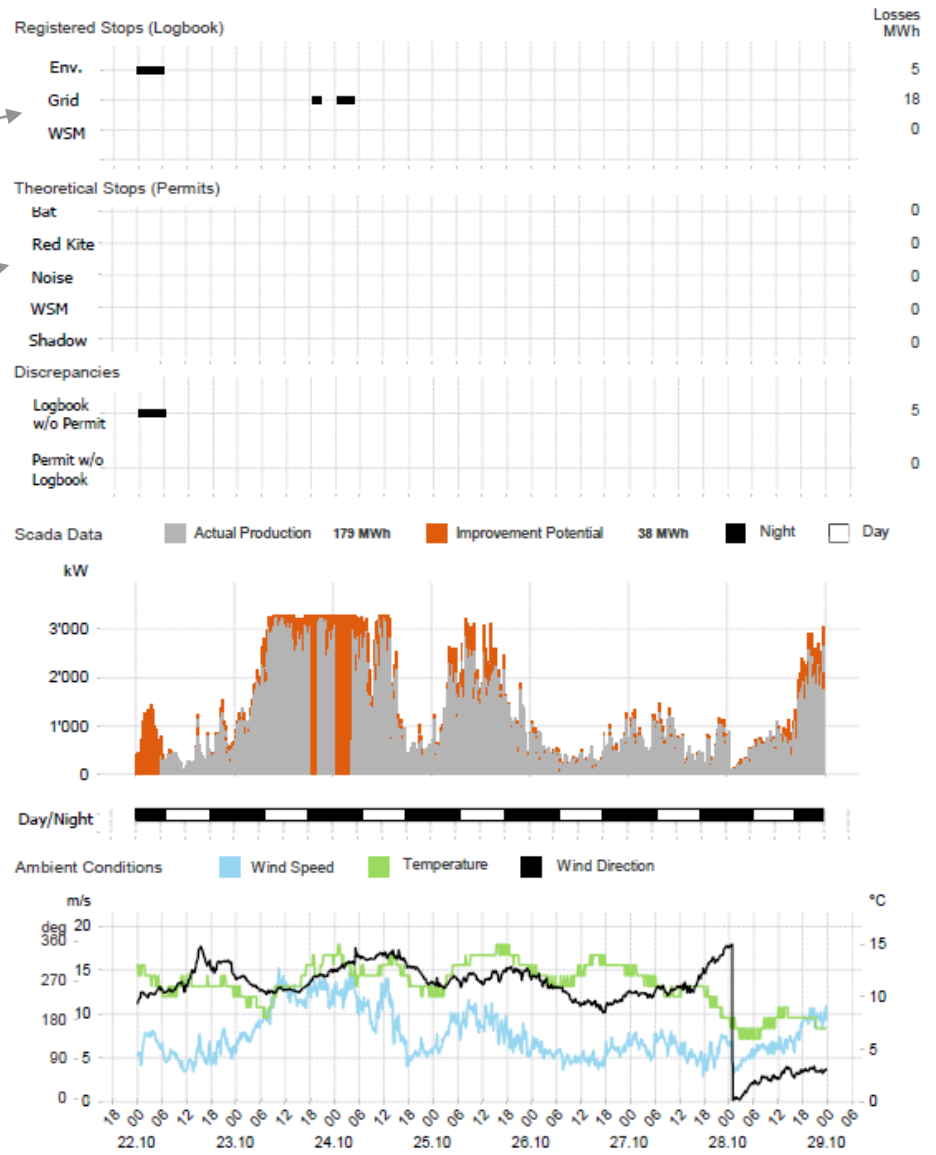 Losses
Registered Stops (Logbook) MWh
Env. 5
Grid 18
WSM 0
Theoretical Stops (Permits)
Bat 0
Red Kite 0
Noise 0
WSM 0
Shadow 0
Discrepancies
Logbook
w/o Permit 5
Permit w/o 0
Logbook
Scada Data Actual Production 179 MWh Improvement Potential 38 MWh Night Day
kW
3'000
2'000
1'000
0
Day/Night
Ambient Conditions Wind Speed Temperature Wind Direction
m/s °C
deg 20
360 15
270 15
180 10 10
90 5 5
0 0 0
18 00 06 12 18 00 06 12 18 00 06 12 18 00 06 12 18 00 06 12 18 00 06 12 18 00 06 12 18 00 06
22.10 23.10 24.10 25.10 26.10 27.10 28.10 29.10